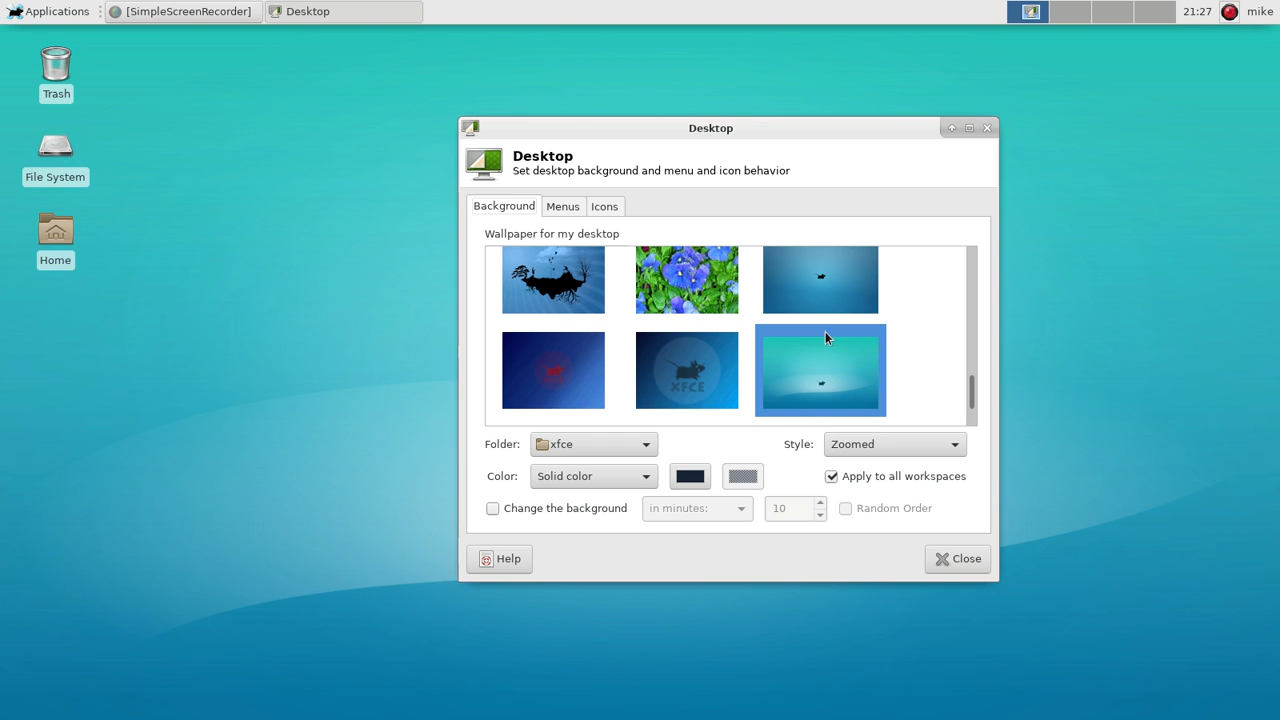 Applications
[SimpleScreenRecorder]
Desktop
21:27
mike
Trash
File System
Home
Desktop
Desktop
Set desktop background and menu and icon behavior
Background
Menus
Icons
Wallpaper for my desktop
XFCE
XFCE
Folder:
xfce
Style:
Zoomed
Color:
Solid color
Apply to all workspaces
Change the background
in minutes:
10
Random Order
Help
Close